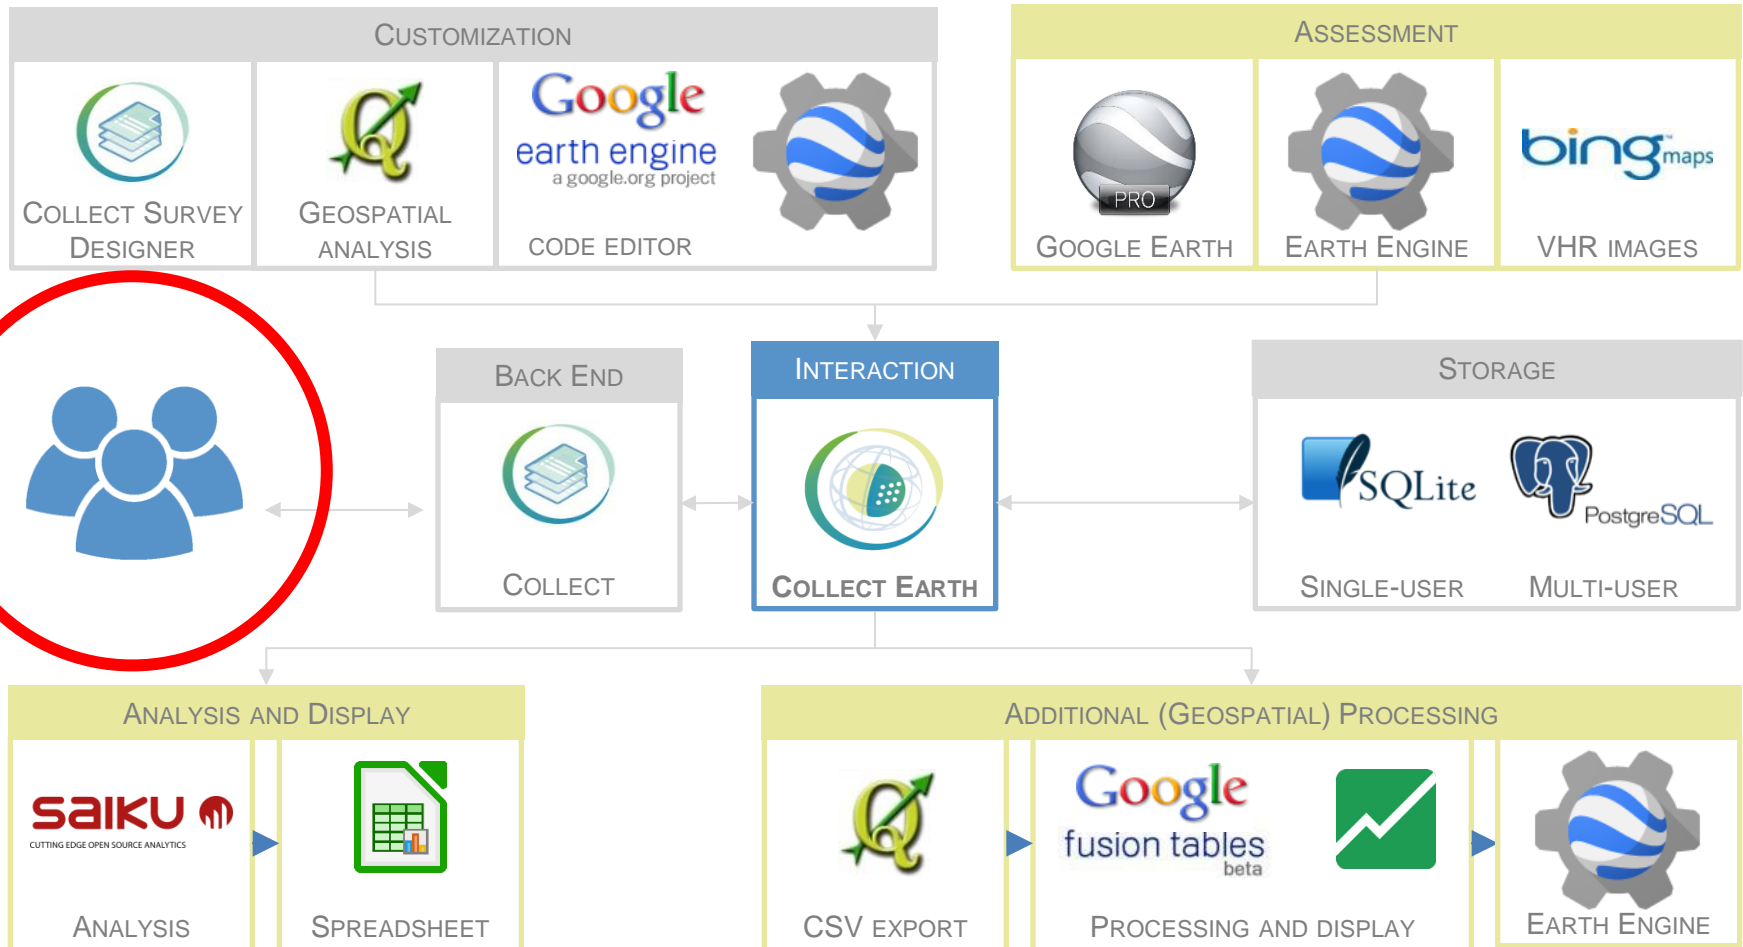 CUSTOMIZATION
COLLECT SURVEY
DESIGNER
GEOSPATIAL
ANALYSIS
Google
earth engine
a google.org project
CODE EDITOR
ASSESSMENT
PRO
GOOGLE EARTH
EARTH ENGINE
bing maps
VHR IMAGES
BACK END
COLLECT
INTERACTION
COLLECT EARTH
STORAGE
SQLite
SINGLE-USER
PostgreSQL
MULTI-USER
ANALYSIS AND DISPLAY
saiku
CUTTING EDGE OPEN SOURCE ANALYTICS
ANALYSIS
SPREADSHEET
ADDITIONAL (GEOSPATIAL) PROCESSING
CSV EXPORT
Google
fusion tables
beta
PROCESSING AND DISPLAY
EARTH ENGINE